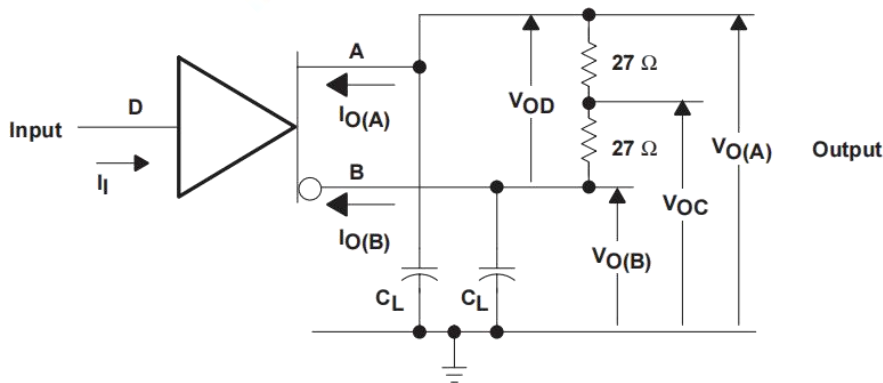 A
27 Ω
D
I_O(A)
V_OD
Input
27 Ω
V_O(A)
Output
B
I_I
V_OC
I_O(B)
V_O(B)
C_L
C_L